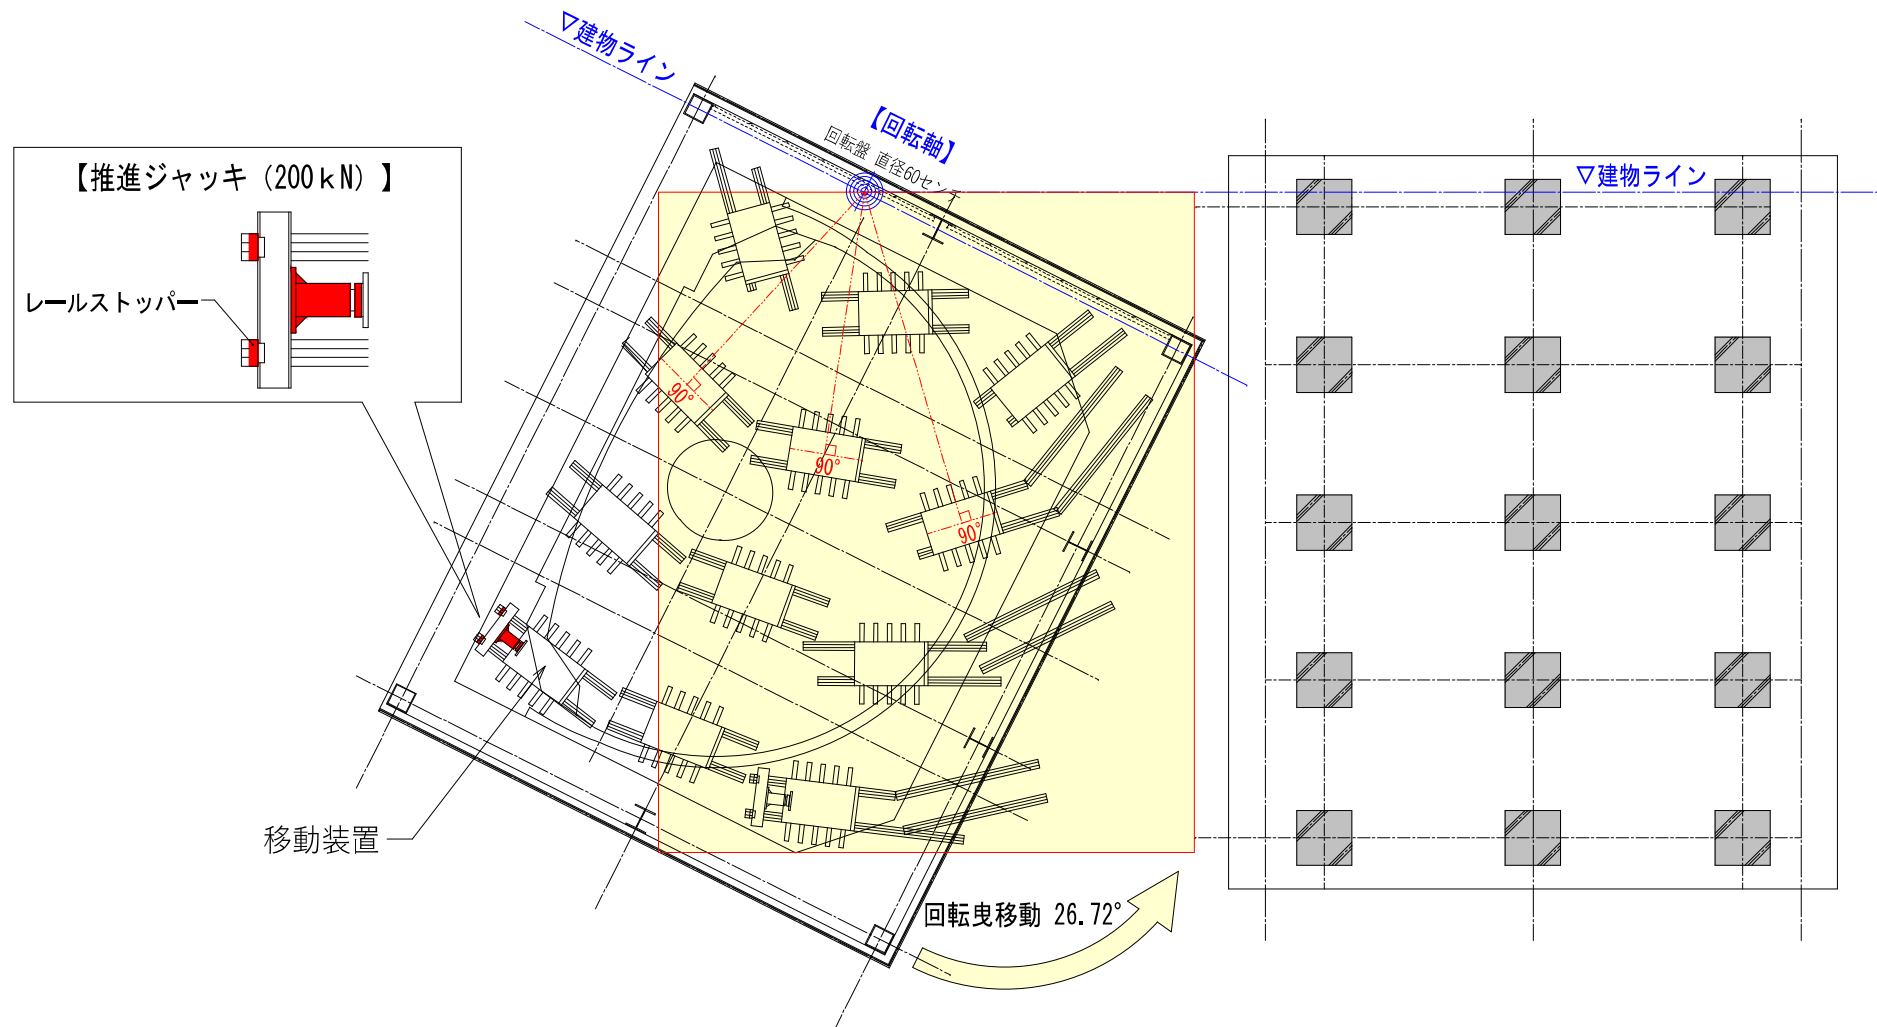 ▽建物ライン
【回転軸】
回転盤 直径60センチ
【推進ジャッキ（200kN）】
レールストッパー
▽建物ライン
90°
90°
90°
移動装置
回転曳移動 26.72°